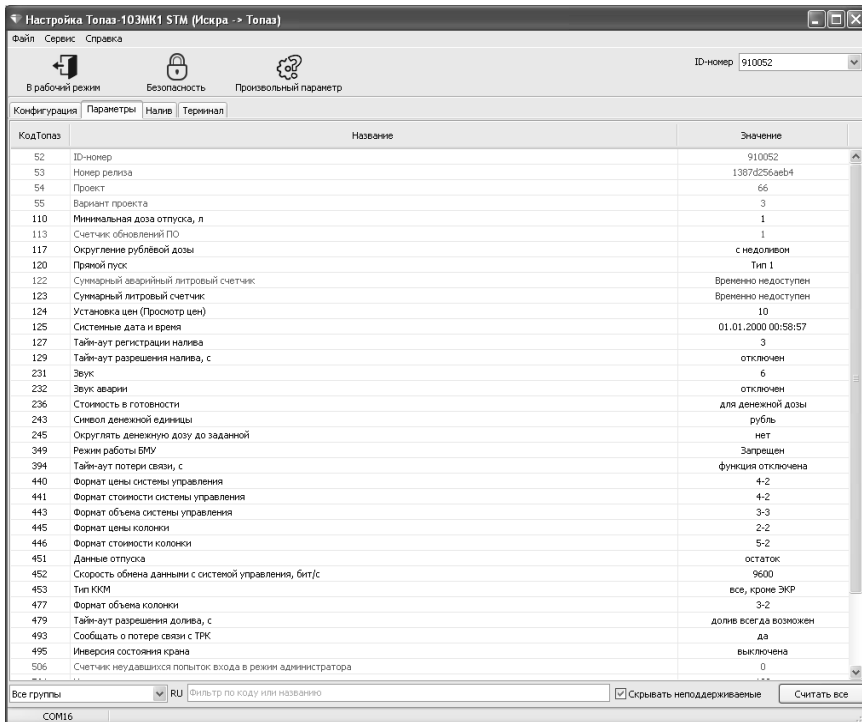 Настройка Топаз-103МК1 STM (Искра -> Топаз)
Файл Сервис Справка
В рабочий режим Безопасность Произвольный параметр ID-номер 910052
Конфигурация Параметры Налив Терминал
КодТопаз Название Значение
52 ID-номер 910052
53 Номер релиза 1387d256aeb4
54 Проект 66
55 Вариант проекта 3
110 Минимальная доза отпуска, л 1
113 Счетчик обновлений ПО 1
117 Округление рублёвой дозы с недоливом
120 Прямой пуск Тип 1
122 Суммарный аварийный литровый счетчик Временно недоступен
123 Суммарный литровый счетчик Временно недоступен
124 Установка цен (Просмотр цен) 10
125 Системные дата и время 01.01.2000 00:58:57
127 Тайм-аут регистрации налива 3
129 Тайм-аут разрешения налива, с отключен
231 Звук 6
232 Звук аварии отключен
236 Стоимость в готовности для денежной дозы
243 Символ денежной единицы рубль
245 Округлять денежную дозу до заданной нет
349 Режим работы БМУ Запрещен
394 Тайм-аут потери связи, с функция отключена
440 Формат цены системы управления 4-2
441 Формат стоимости системы управления 4-2
443 Формат объема системы управления 3-3
445 Формат цены колонки 2-2
446 Формат стоимости колонки 5-2
451 Данные отпуска остаток
452 Скорость обмена данными с системой управления, бит/с 9600
453 Тип ККМ все, кроме ЭКР
477 Формат объема колонки 3-2
479 Тайм-аут разрешения долива, с долив всегда возможен
493 Сообщать о потере связи с ТРК да
495 Инверсия состояния крана выключена
506 Счетчик неудавшихся попыток входа в режим администратора 0
Все группы RU Фильтр по коду или названию Скрывать неподдерживаемые Считать все
COM16